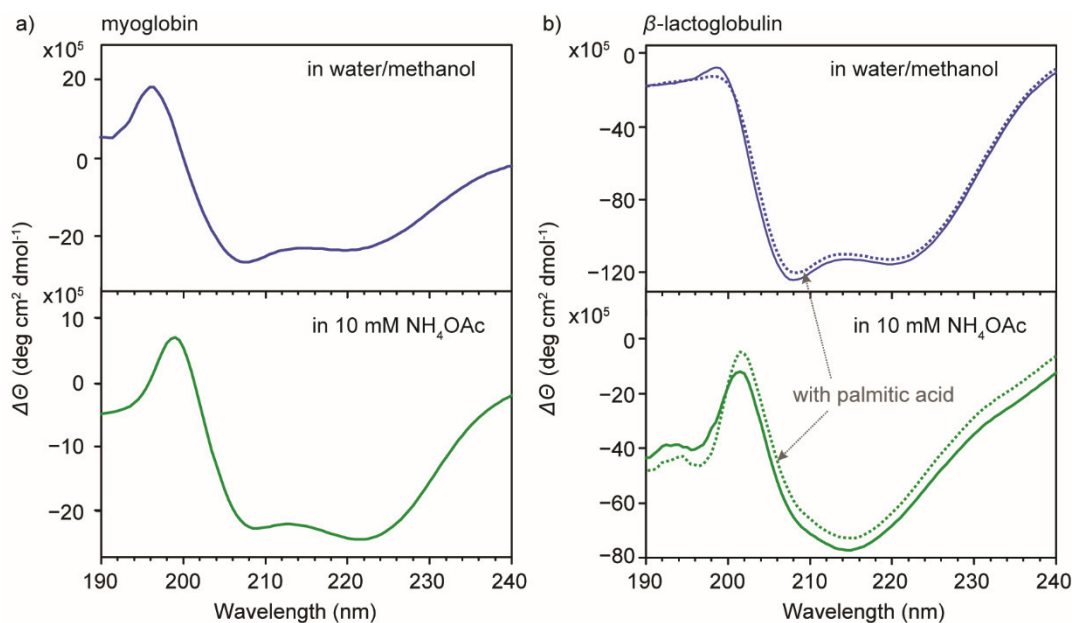 a) myoglobin
x10⁵
in water/methanol
20
0
−20
x10⁵
in 10 mM NH₄OAc
10
0
−10
−20
ΔΘ (deg cm² dmol⁻¹)
190 200 210 220 230 240
Wavelength (nm)
b) β-lactoglobulin
x10⁵
in water/methanol
0
−40
−80
−120
x10⁵
in 10 mM NH₄OAc
0
with palmitic acid
−20
−40
−60
−80
ΔΘ (deg cm² dmol⁻¹)
190 200 210 220 230 240
Wavelength (nm)